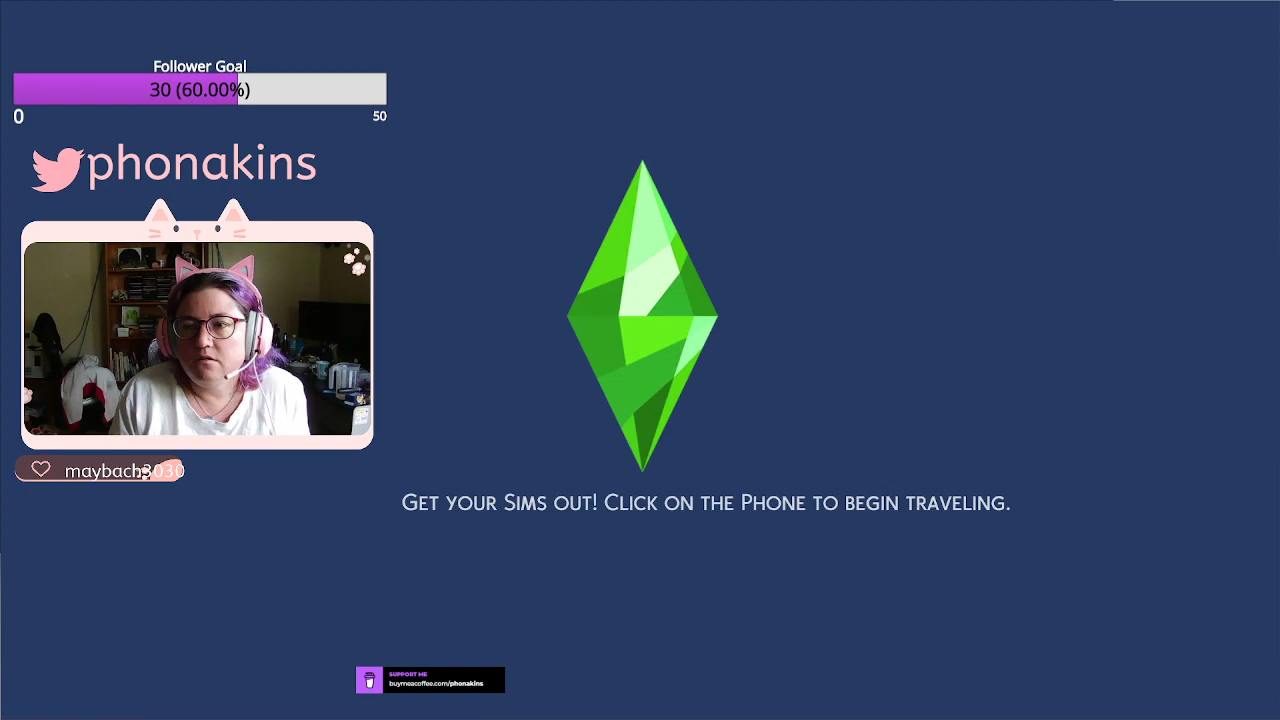 Follower Goal
30 (60.00%)
0
50
phonakins
maybachs3030
GET YOUR SIMS OUT! CLICK ON THE PHONE TO BEGIN TRAVELING.
SUPPORT ME
buymeacoffee.com/phonakins